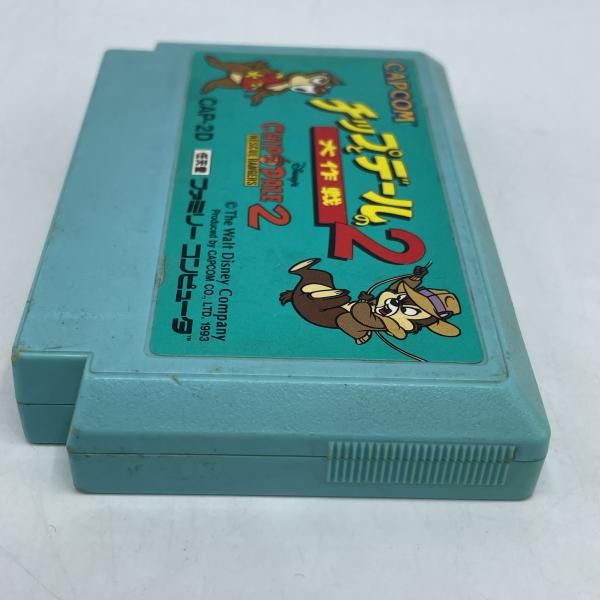 CAPCOM
チップとデールの
大作戦2
Disney's
CHIP'N DALE 2
RESCUE RANGERS
© The Walt Disney Company
Produced by CAPCOM CO., LTD. 1993
CAP-2D
任天堂 ファミリーコンピュータ™